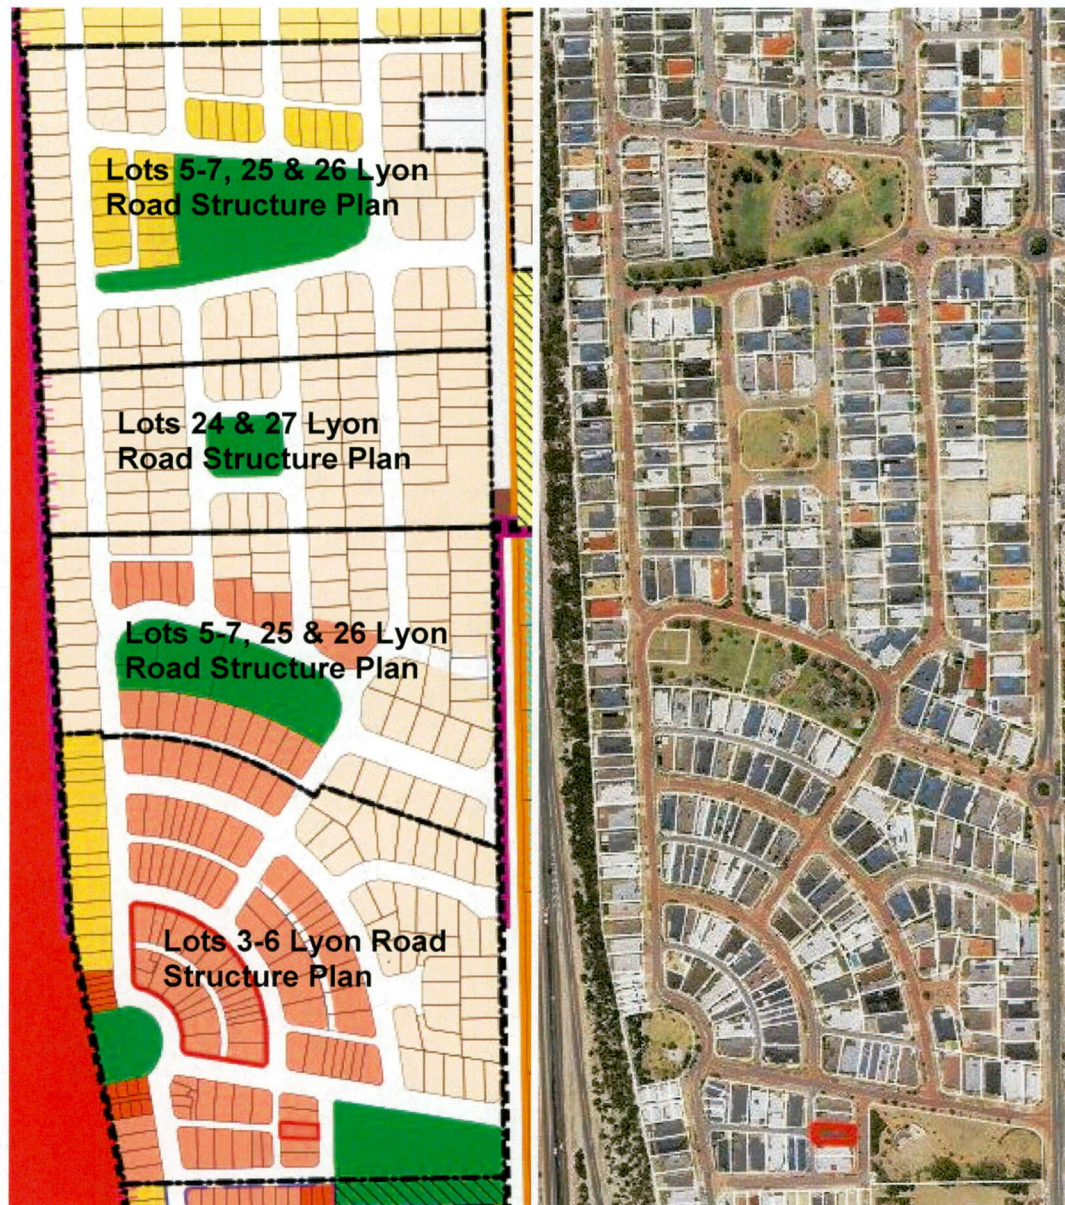 Lots 5-7, 25 & 26 Lyon
Road Structure Plan
Lots 24 & 27 Lyon
Road Structure Plan
Lots 5-7, 25 & 26 Lyon
Road Structure Plan
Lots 3-6 Lyon Road
Structure Plan